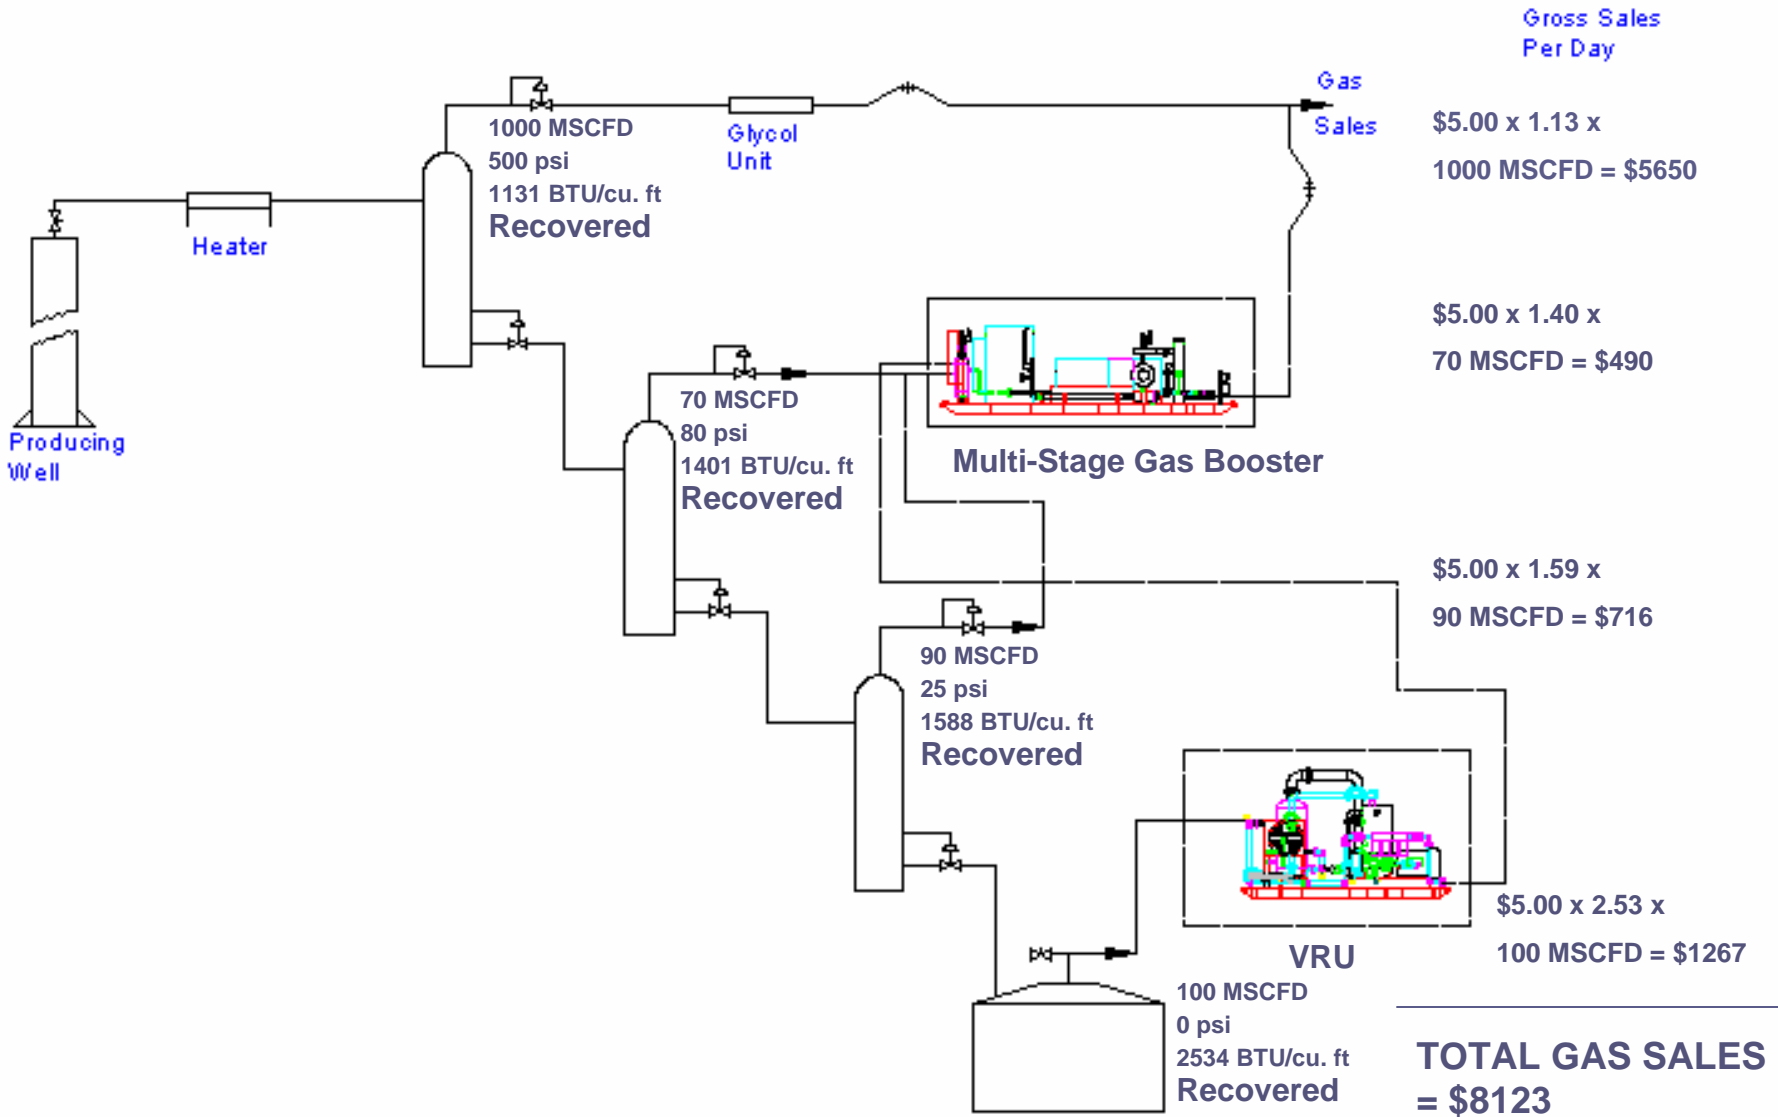 Gross Sales
Per Day
Gas
Sales
$5.00 x 1.13 x
1000 MSCFD = $5650
1000 MSCFD
500 psi
1131 BTU/cu. ft
Recovered
Glycol
Unit
Heater
Producing
Well
$5.00 x 1.40 x
70 MSCFD = $490
70 MSCFD
80 psi
1401 BTU/cu. ft
Recovered
Multi-Stage Gas Booster
$5.00 x 1.59 x
90 MSCFD = $716
90 MSCFD
25 psi
1588 BTU/cu. ft
Recovered
$5.00 x 2.53 x
100 MSCFD = $1267
VRU
100 MSCFD
0 psi
2534 BTU/cu. ft
Recovered
TOTAL GAS SALES
= $8123